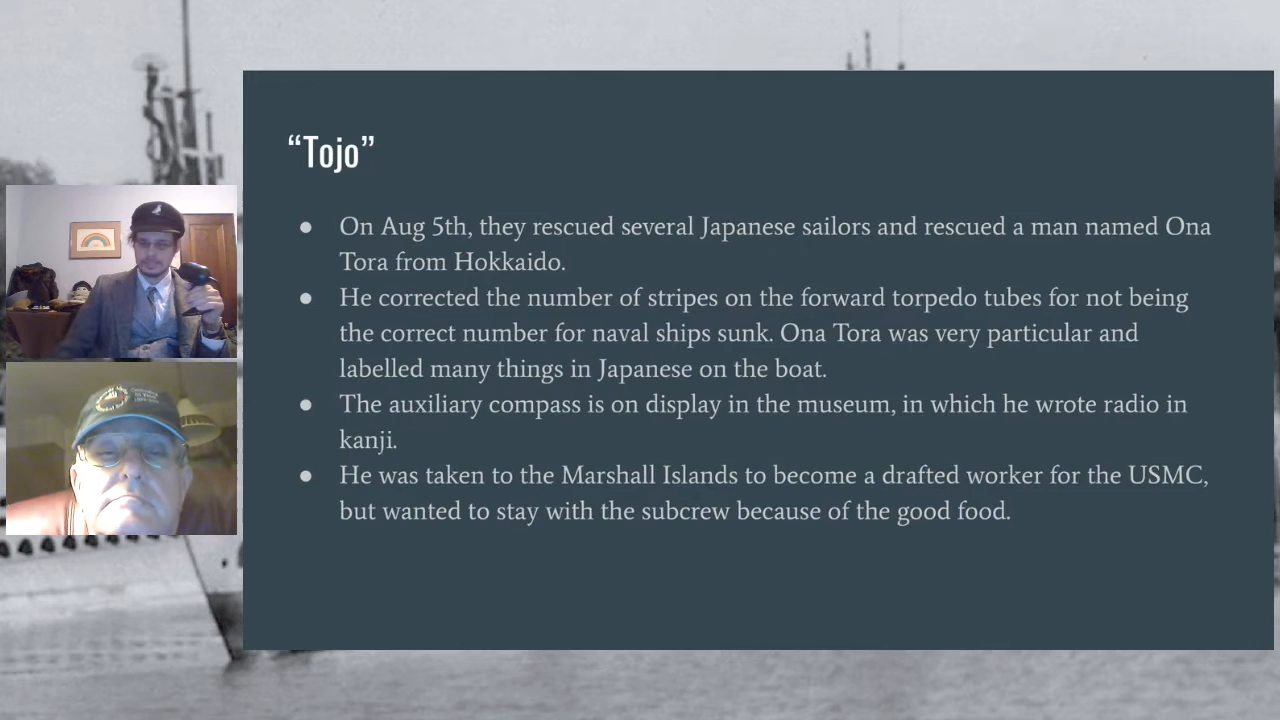 “Tojo”
● On Aug 5th, they rescued several Japanese sailors and rescued a man named Ona
Tora from Hokkaido.
● He corrected the number of stripes on the forward torpedo tubes for not being
the correct number for naval ships sunk. Ona Tora was very particular and
labelled many things in Japanese on the boat.
● The auxiliary compass is on display in the museum, in which he wrote radio in
kanji.
● He was taken to the Marshall Islands to become a drafted worker for the USMC,
but wanted to stay with the subcrew because of the good food.